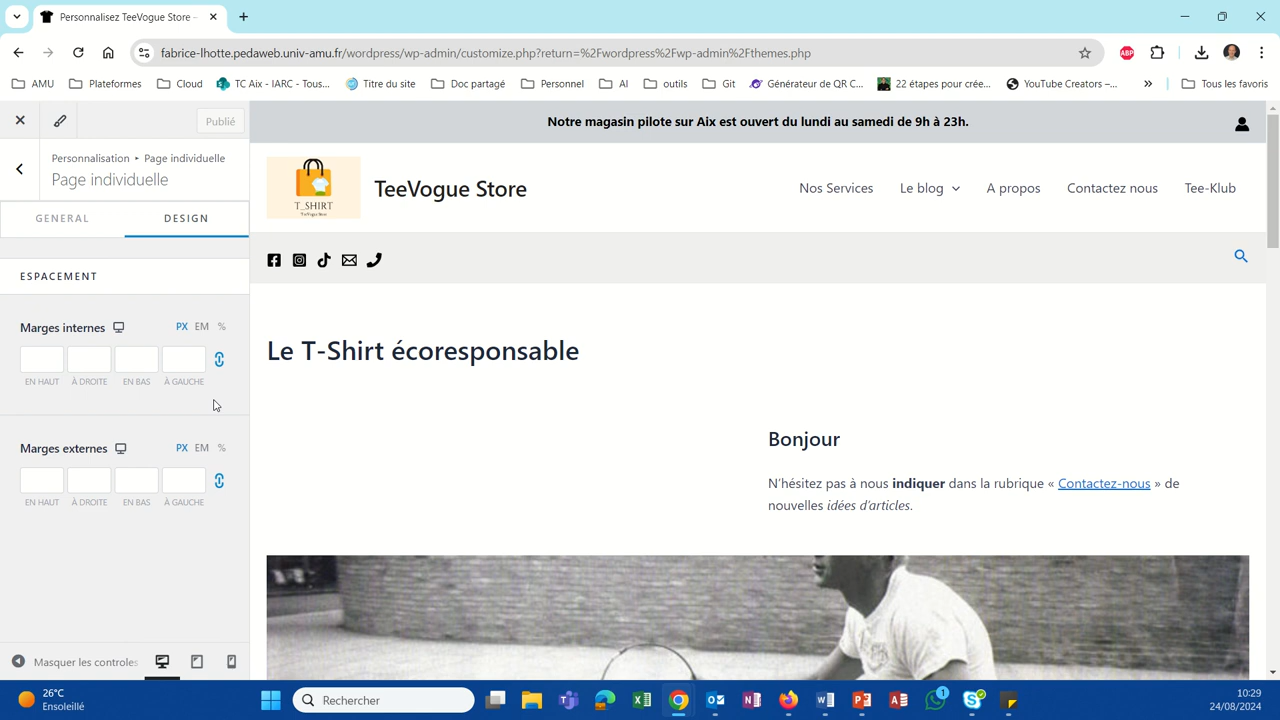 Personnalisez TeeVogue Store –
fabrice-lhotte.pedaweb.univ-amu.fr/wordpress/wp-admin/customize.php?return=%2Fwordpress%2Fwp-admin%2Fthemes.php
ABP
AMU Plateformes Cloud TC Aix - IARC - Tous... Titre du site Doc partagé Personnel AI outils Git Générateur de QR C... 22 étapes pour crée... YouTube Creators –... » Tous les favoris
Publié
Notre magasin pilote sur Aix est ouvert du lundi au samedi de 9h à 23h.
Personnalisation ▸ Page individuelle
Page individuelle
T_SHIRT
TeeVogue Store
TeeVogue Store
Nos Services Le blog A propos Contactez nous Tee-Klub
GENERAL DESIGN
ESPACEMENT
Marges internes PX EM %
EN HAUT À DROITE EN BAS À GAUCHE
Marges externes PX EM %
EN HAUT À DROITE EN BAS À GAUCHE
Le T-Shirt écoresponsable
Bonjour
N'hésitez pas à nous indiquer dans la rubrique « Contactez-nous » de
nouvelles idées d'articles.
Masquer les controles
26°C
Ensoleillé
Rechercher
1
10:29
24/08/2024